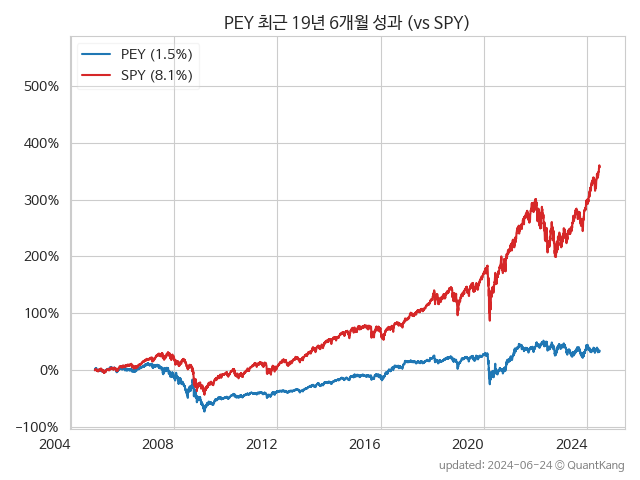 PEY 최근 19년 6개월 성과 (vs SPY)
PEY (1.5%)
SPY (8.1%)
500%
400%
300%
200%
100%
0%
−100%
2004 2008 2012 2016 2020 2024
updated: 2024-06-24 © QuantKang